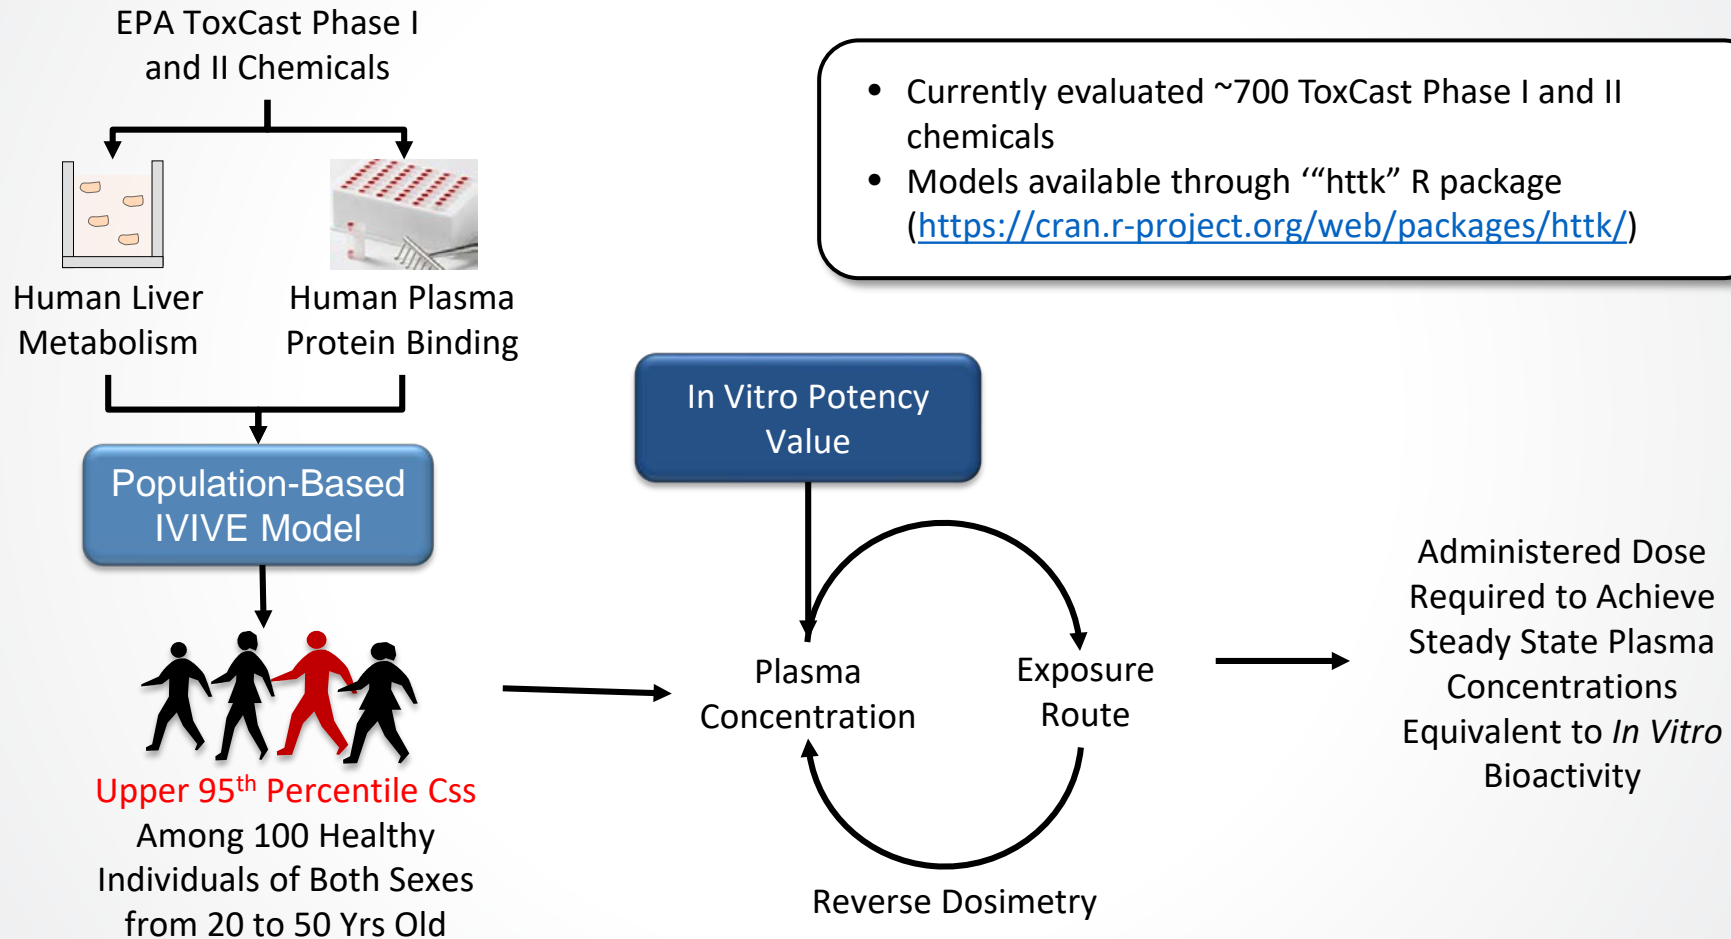 EPA ToxCast Phase I
and II Chemicals
Human Liver
Metabolism
Human Plasma
Protein Binding
Population-Based
IVIVE Model
Upper 95th Percentile Css
Among 100 Healthy
Individuals of Both Sexes
from 20 to 50 Yrs Old
• Currently evaluated ~700 ToxCast Phase I and II
chemicals
• Models available through ‘“httk” R package
(https://cran.r-project.org/web/packages/httk/)
In Vitro Potency
Value
Plasma
Concentration
Exposure
Route
Reverse Dosimetry
Administered Dose
Required to Achieve
Steady State Plasma
Concentrations
Equivalent to In Vitro
Bioactivity